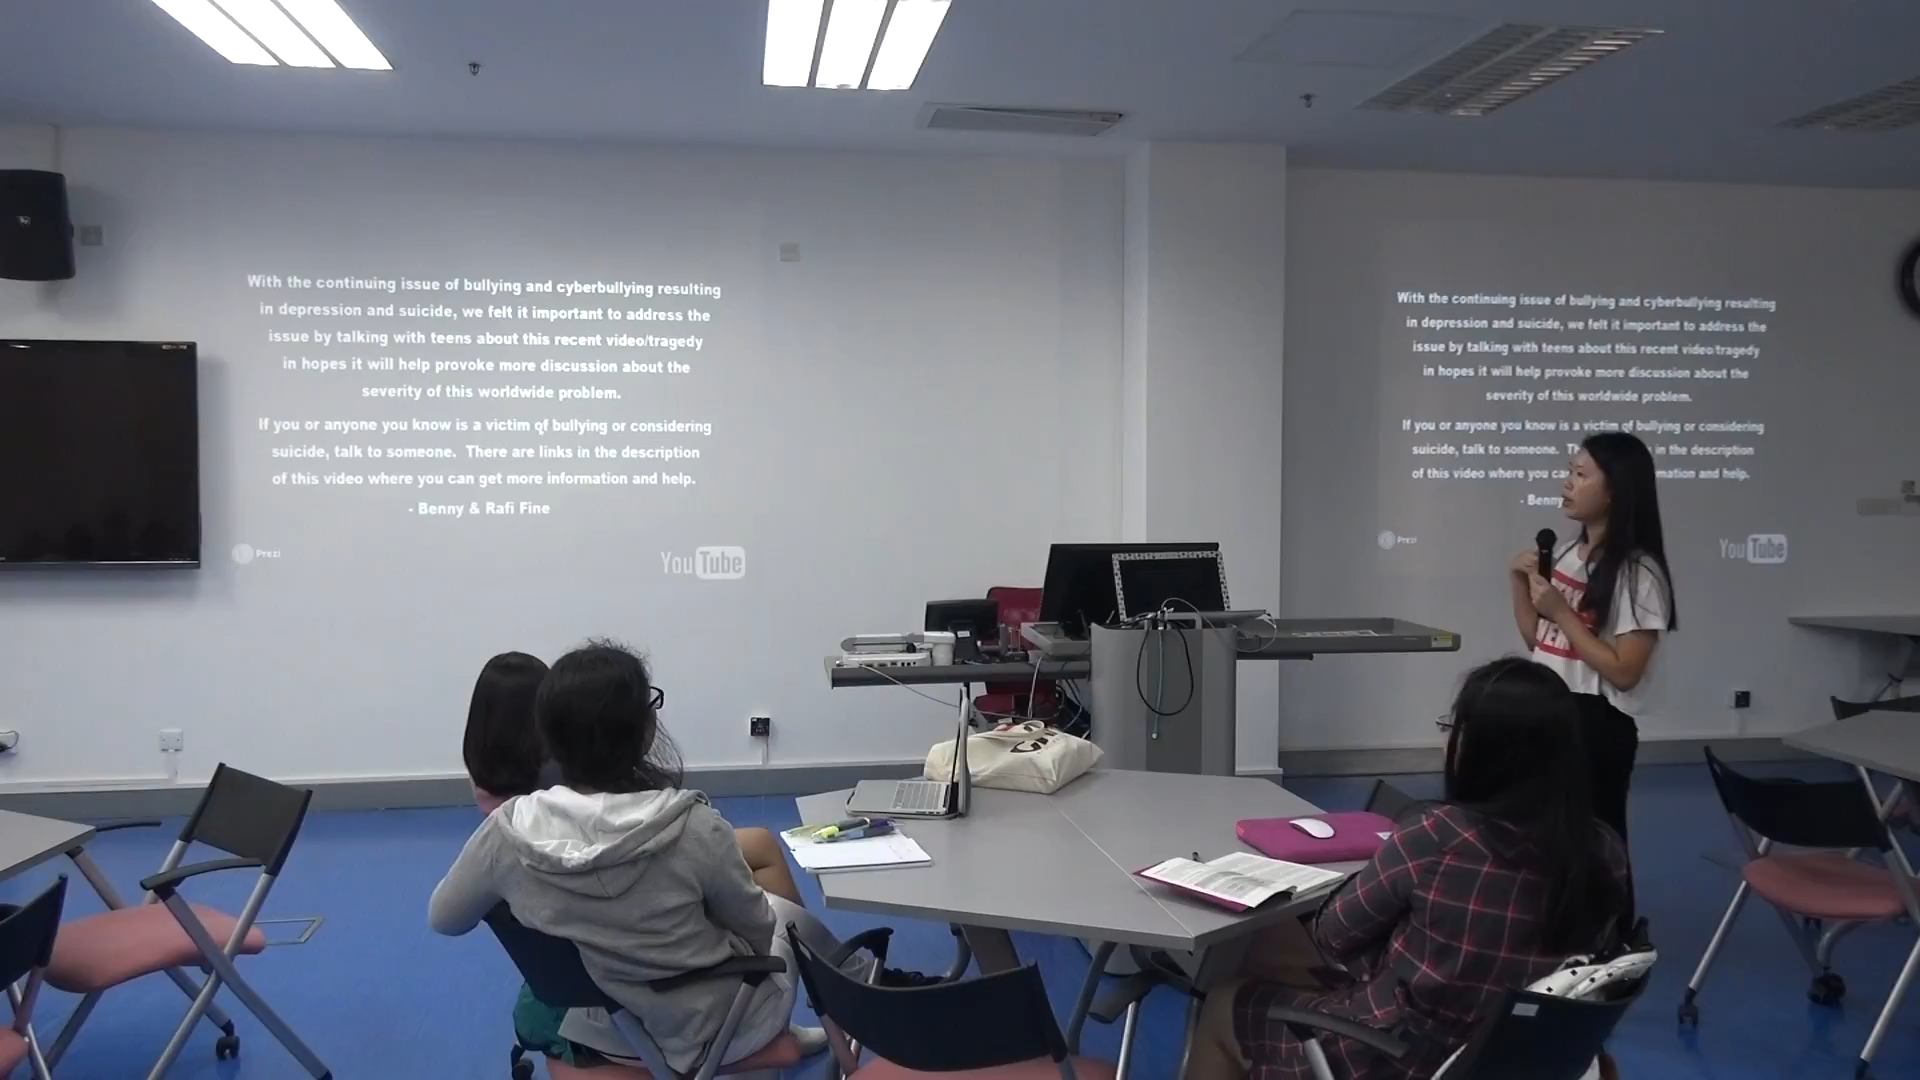 With the continuing issue of bullying and cyberbullying resulting
in depression and suicide, we felt it important to address the
issue by talking with teens about this recent video/tragedy
in hopes it will help provoke more discussion about the
severity of this worldwide problem.
If you or anyone you know is a victim of bullying or considering
suicide, talk to someone. There are links in the description
of this video where you can get more information and help.
- Benny & Rafi Fine
Prezi
YouTube
With the continuing issue of bullying and cyberbullying resulting
in depression and suicide, we felt it important to address the
issue by talking with teens about this recent video/tragedy
in hopes it will help provoke more discussion about the
severity of this worldwide problem.
If you or anyone you know is a victim of bullying or considering
suicide, talk to someone. in the description
of this video where you and help.
- Benny
Prezi
YouTube